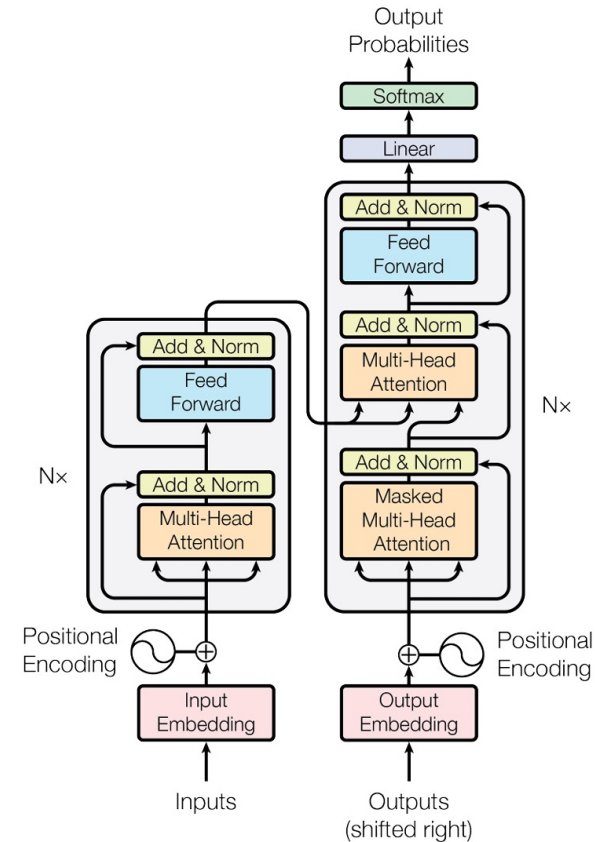 Output
Probabilities
Softmax
Linear
Add & Norm
Feed
Forward
Add & Norm
Multi-Head
Attention
Add & Norm
Masked
Multi-Head
Attention
Nx
Add & Norm
Feed
Forward
Add & Norm
Multi-Head
Attention
Nx
Positional
Encoding
Input
Embedding
Inputs
Positional
Encoding
Output
Embedding
Outputs
(shifted right)